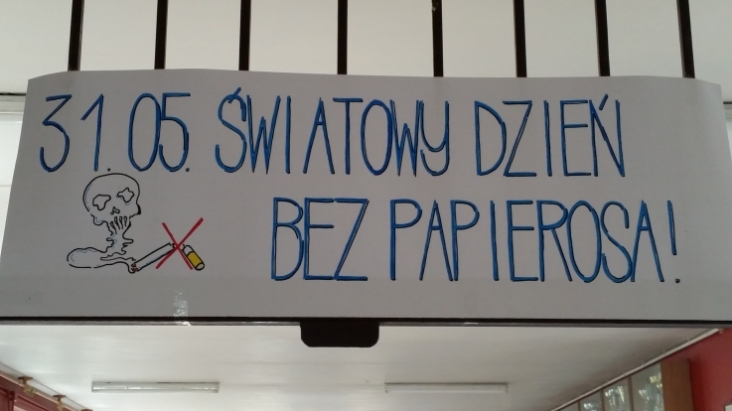 31.05. ŚWIATOWY DZIEŃ
BEZ PAPIEROSA!